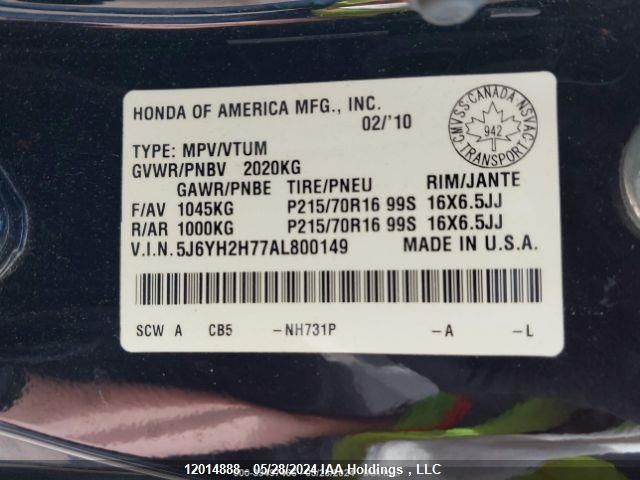 HONDA OF AMERICA MFG., INC.
02/'10
CMVSS CANADA NSVAC
942
TRANSPORT
TYPE: MPV/VTUM
GVWR/PNBV 2020KG
GAWR/PNBE TIRE/PNEU RIM/JANTE
F/AV 1045KG P215/70R16 99S 16X6.5JJ
R/AR 1000KG P215/70R16 99S 16X6.5JJ
V.I.N. 5J6YH2H77AL800149 MADE IN U.S.A.
SCW A CB5 -NH731P -A -L
12014888 - 05/28/2024 IAA Holdings , LLC